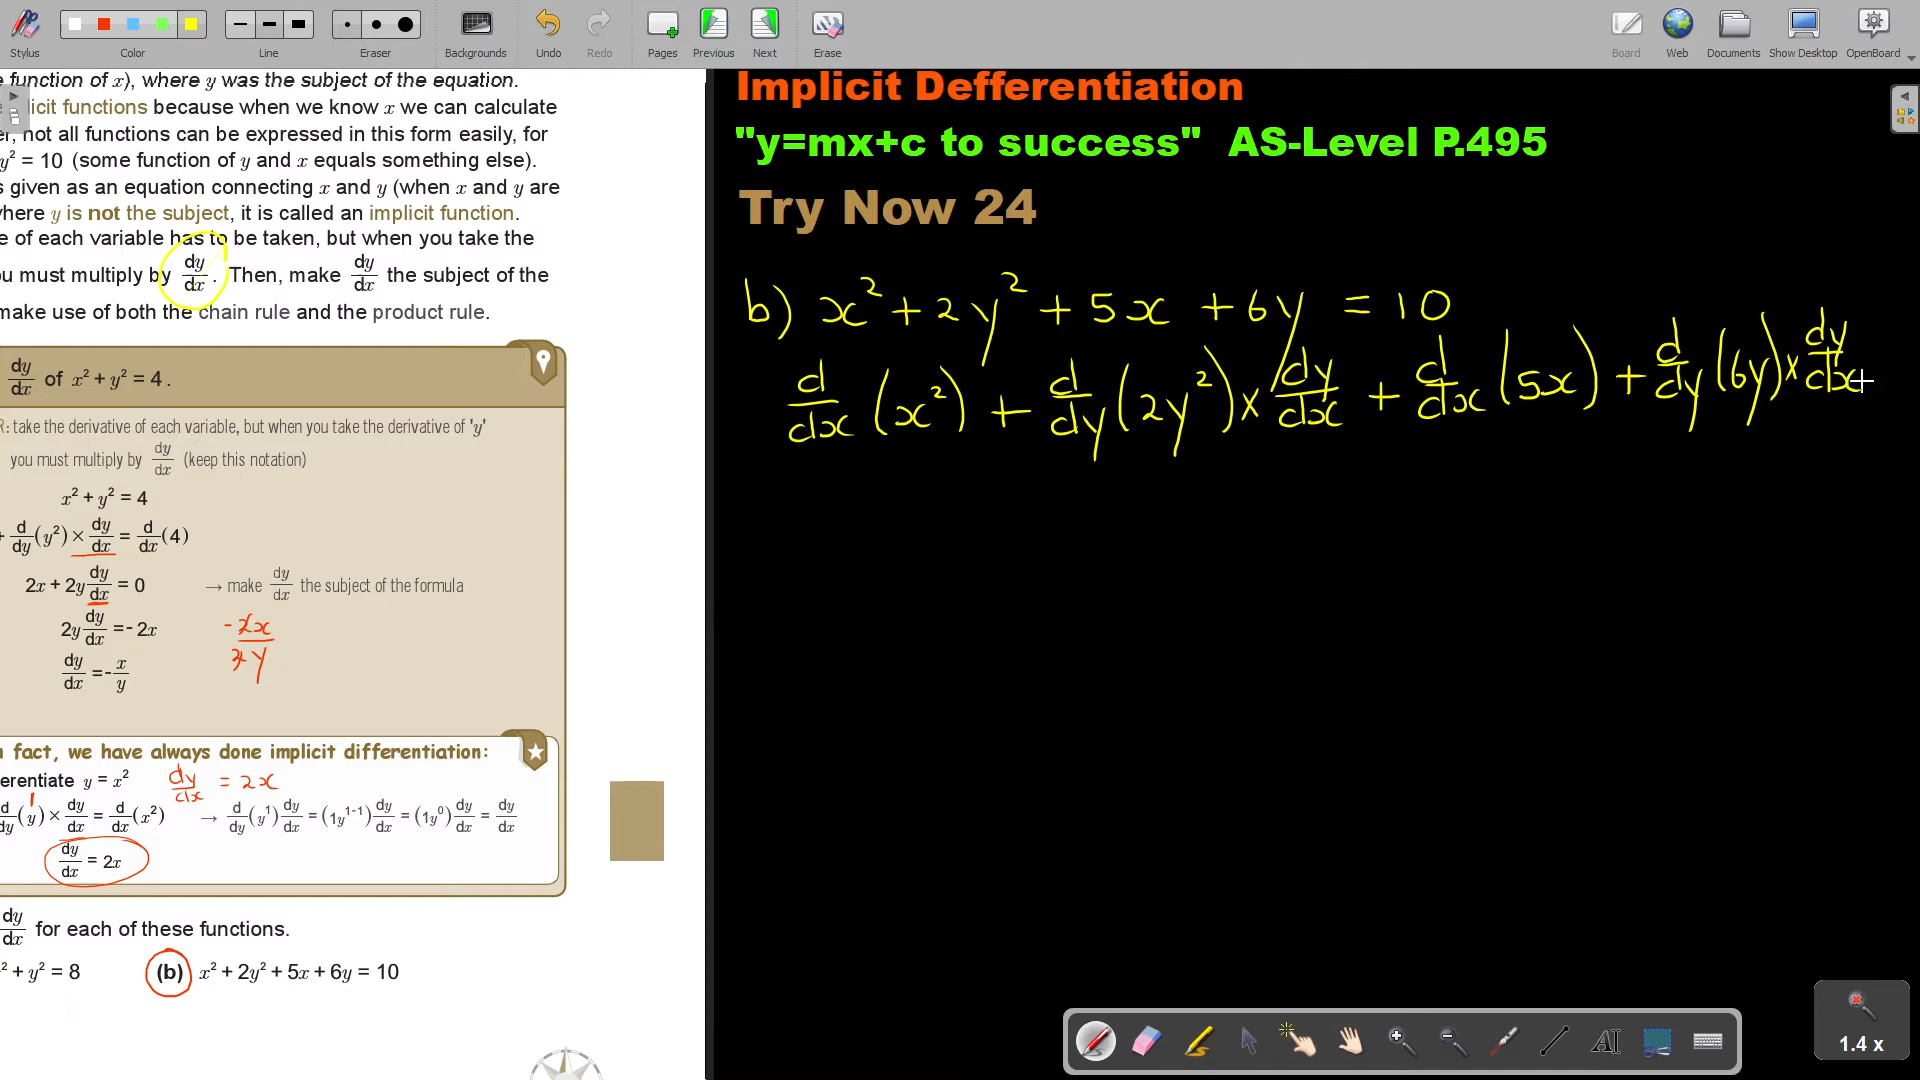 Stylus Color Line Eraser Backgrounds Undo Redo Pages Previous Next Erase Board Web Documents Show Desktop OpenBoard
function of x), where y was the subject of the equation.
licit functions because when we know x we can calculate
not all functions can be expressed in this form easily, for
y² = 10 (some function of y and x equals something else).
s given as an equation connecting x and y (when x and y are
where y is not the subject, it is called an implicit function.
e of each variable has to be taken, but when you take the
ou must multiply by dy/dx. Then, make dy/dx the subject of the
make use of both the chain rule and the product rule.
dy/dx of x² + y² = 4.
R: take the derivative of each variable, but when you take the derivative of 'y'
you must multiply by dy/dx (keep this notation)
x² + y² = 4
+ d/dy(y²) × dy/dx = d/dx(4)
2x + 2y dy/dx = 0 → make dy/dx the subject of the formula
2y dy/dx = - 2x
-2x/2y
dy/dx = - x/y
n fact, we have always done implicit differentiation:
erentiate y = x² dy/dx = 2x
d/dy(y¹) × dy/dx = d/dx(x²) → d/dy(y¹) dy/dx = (1y¹⁻¹) dy/dx = (1y⁰) dy/dx = dy/dx
dy/dx = 2x
dy/dx for each of these functions.
² + y² = 8 (b) x² + 2y² + 5x + 6y = 10
Implicit Defferentiation
"y=mx+c to success" AS-Level P.495
Try Now 24
b) x² + 2y² + 5x + 6y = 10
d/dx (x²) + d/dy (2y²) × dy/dx + d/dx (5x) + d/dy (6y) × dy/dx
AI
1.4 x